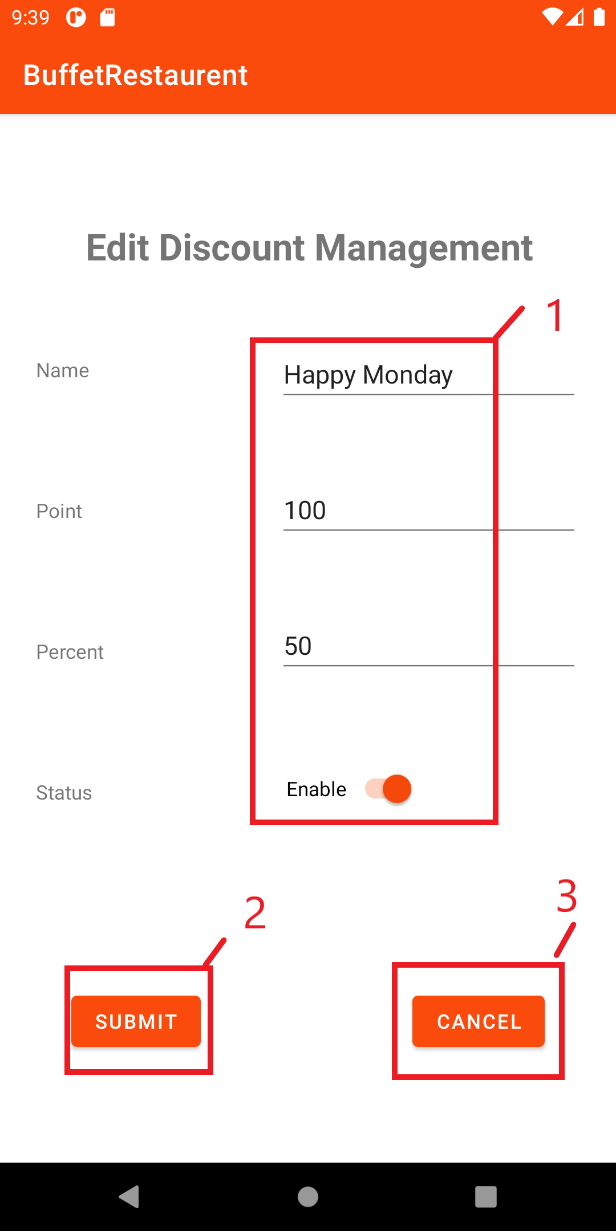 9:39
BuffetRestaurent
Edit Discount Management
1
Name
Happy Monday
Point
100
Percent
50
Status
Enable
2
3
SUBMIT
CANCEL